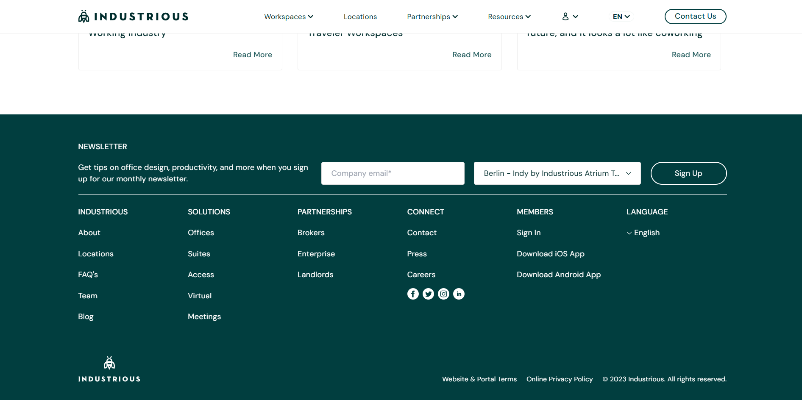 INDUSTRIOUS
Workspaces Locations Partnerships Resources EN Contact Us
Working Industry Traveler Workspaces future, and it looks a lot like coworking
Read More Read More Read More
NEWSLETTER
Get tips on office design, productivity, and more when you sign
up for our monthly newsletter.
Company email*
Berlin - Indy by Industrious Atrium T...
Sign Up
INDUSTRIOUS SOLUTIONS PARTNERSHIPS CONNECT MEMBERS LANGUAGE
About Offices Brokers Contact Sign In English
Locations Suites Enterprise Press Download iOS App
FAQ's Access Landlords Careers Download Android App
Team Virtual
Blog Meetings
INDUSTRIOUS
Website & Portal Terms Online Privacy Policy © 2023 Industrious. All rights reserved.